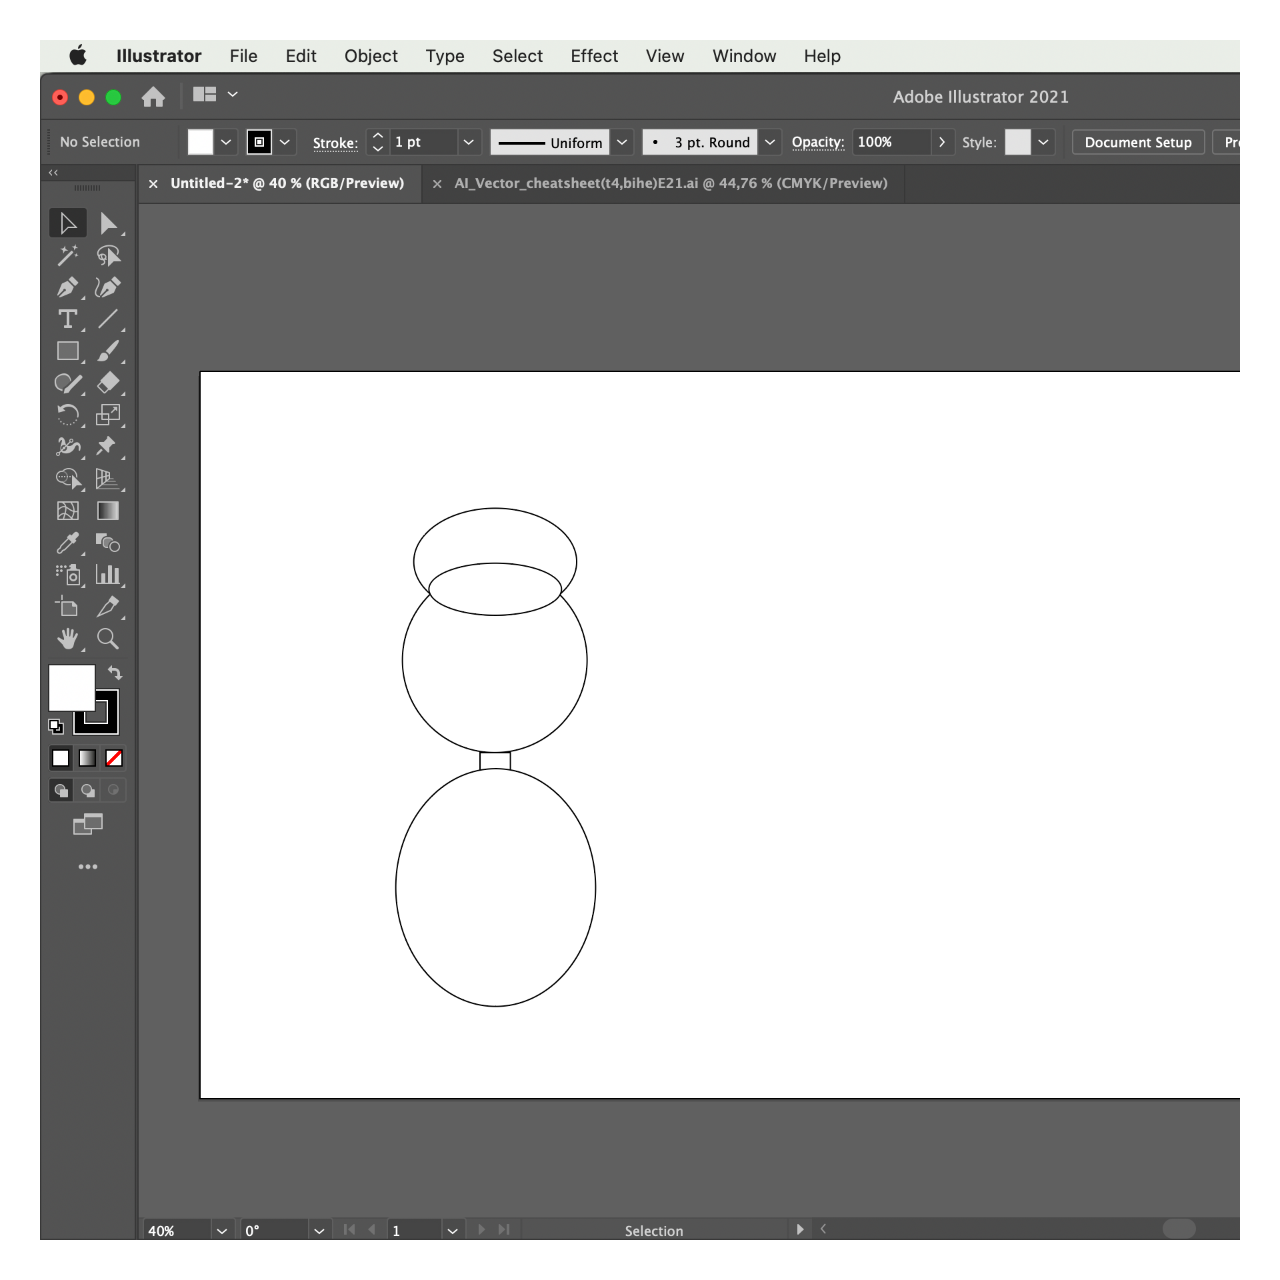 Illustrator File Edit Object Type Select Effect View Window Help
Adobe Illustrator 2021
No Selection Stroke: 1 pt Uniform 3 pt. Round Opacity: 100% Style: Document Setup Pr
Untitled-2* @ 40 % (RGB/Preview) AI_Vector_cheatsheet(t4,bihe)E21.ai @ 44,76 % (CMYK/Preview)
40% 0° 1 Selection